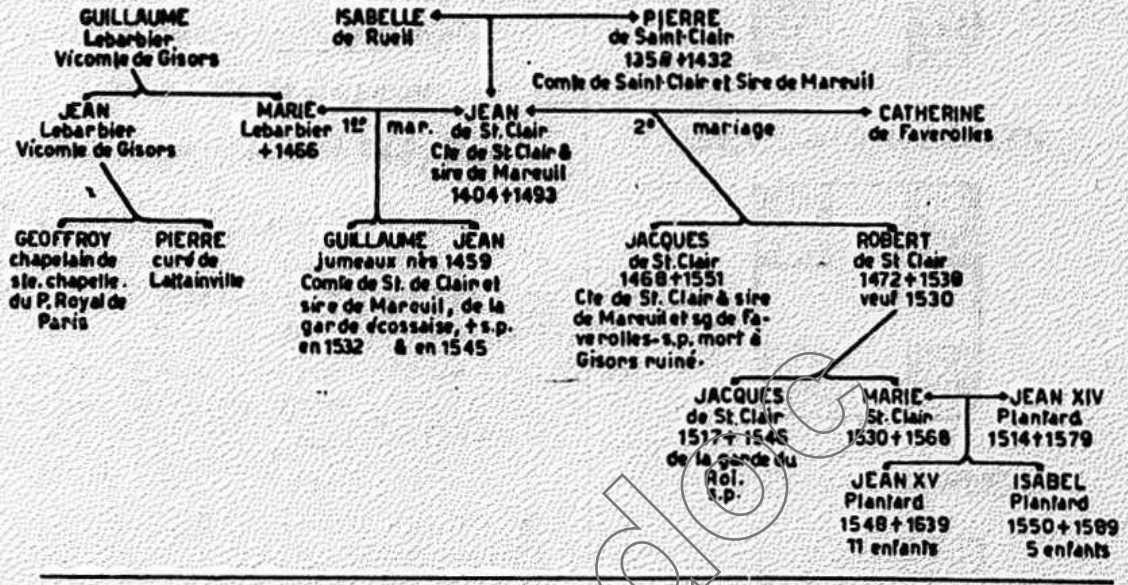 GUILLAUME
Lebarbier
Vicomte de Gisors
ISABELLE
de Ruell
PIERRE
de Saint-Clair
1358+1432
Comte de Saint-Clair et Sire de Mareuil
JEAN
Lebarbier
Vicomte de Gisors
MARIE
Lebarbier
+1466
1re mar.
JEAN
de St. Clair
Cte de St Clair &
sire de Mareuil
1404+1493
2e mariage
CATHERINE
de Faverolles
GEOFFROY
chapelain de
ste. chapelle.
du P. Royal de
Paris
PIERRE
curé de
Lattainville
GUILLAUME JEAN
jumeaux nés 1459
Comte de St. de Clair et
sire de Mareuil, de la
garde écossaise, + s.p.
en 1532 & en 1545
JACQUES
de St. Clair
1468+1551
Cte de St. Clair & sire
de Mareuil et sg de Fa-
verolles-s.p. mort à
Gisors ruiné.
ROBERT
de St Clair
1472+1538
veuf 1530
JACQUES
de St. Clair
1517+1546
de la garde du
Roi.
s.p.
MARIE
St. Clair
1530+1568
JEAN XIV
Plantard
1514+1579
JEAN XV
Plantard
1548+1639
11 enfants
ISABEL
Plantard
1550+1589
5 enfants
doc